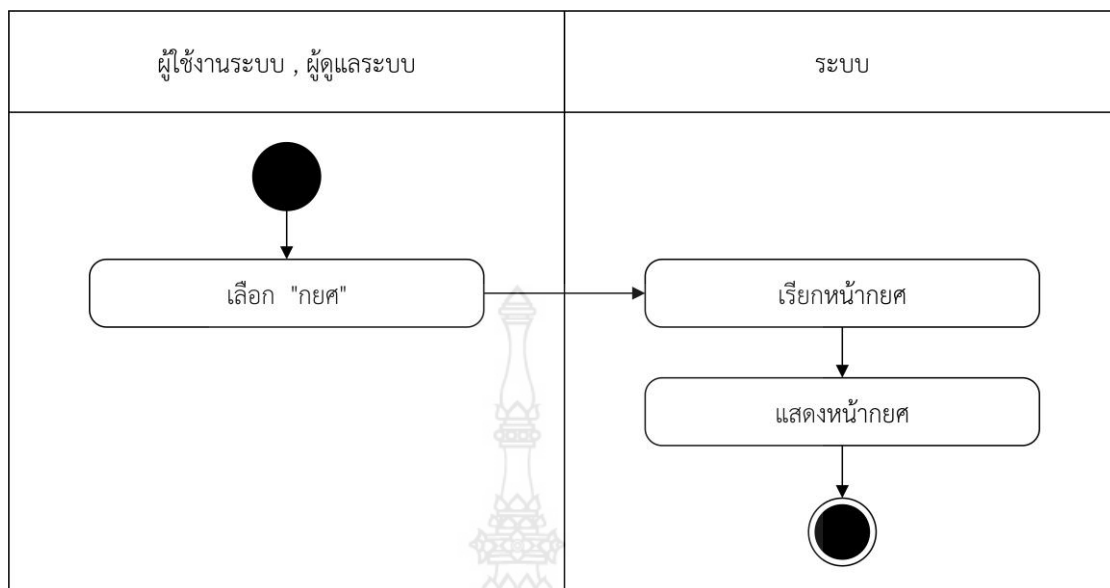 ผู้ใช้งานระบบ , ผู้ดูแลระบบ
ระบบ
เลือก "กยศ"
เรียกหน้ากยศ
แสดงหน้ากยศ